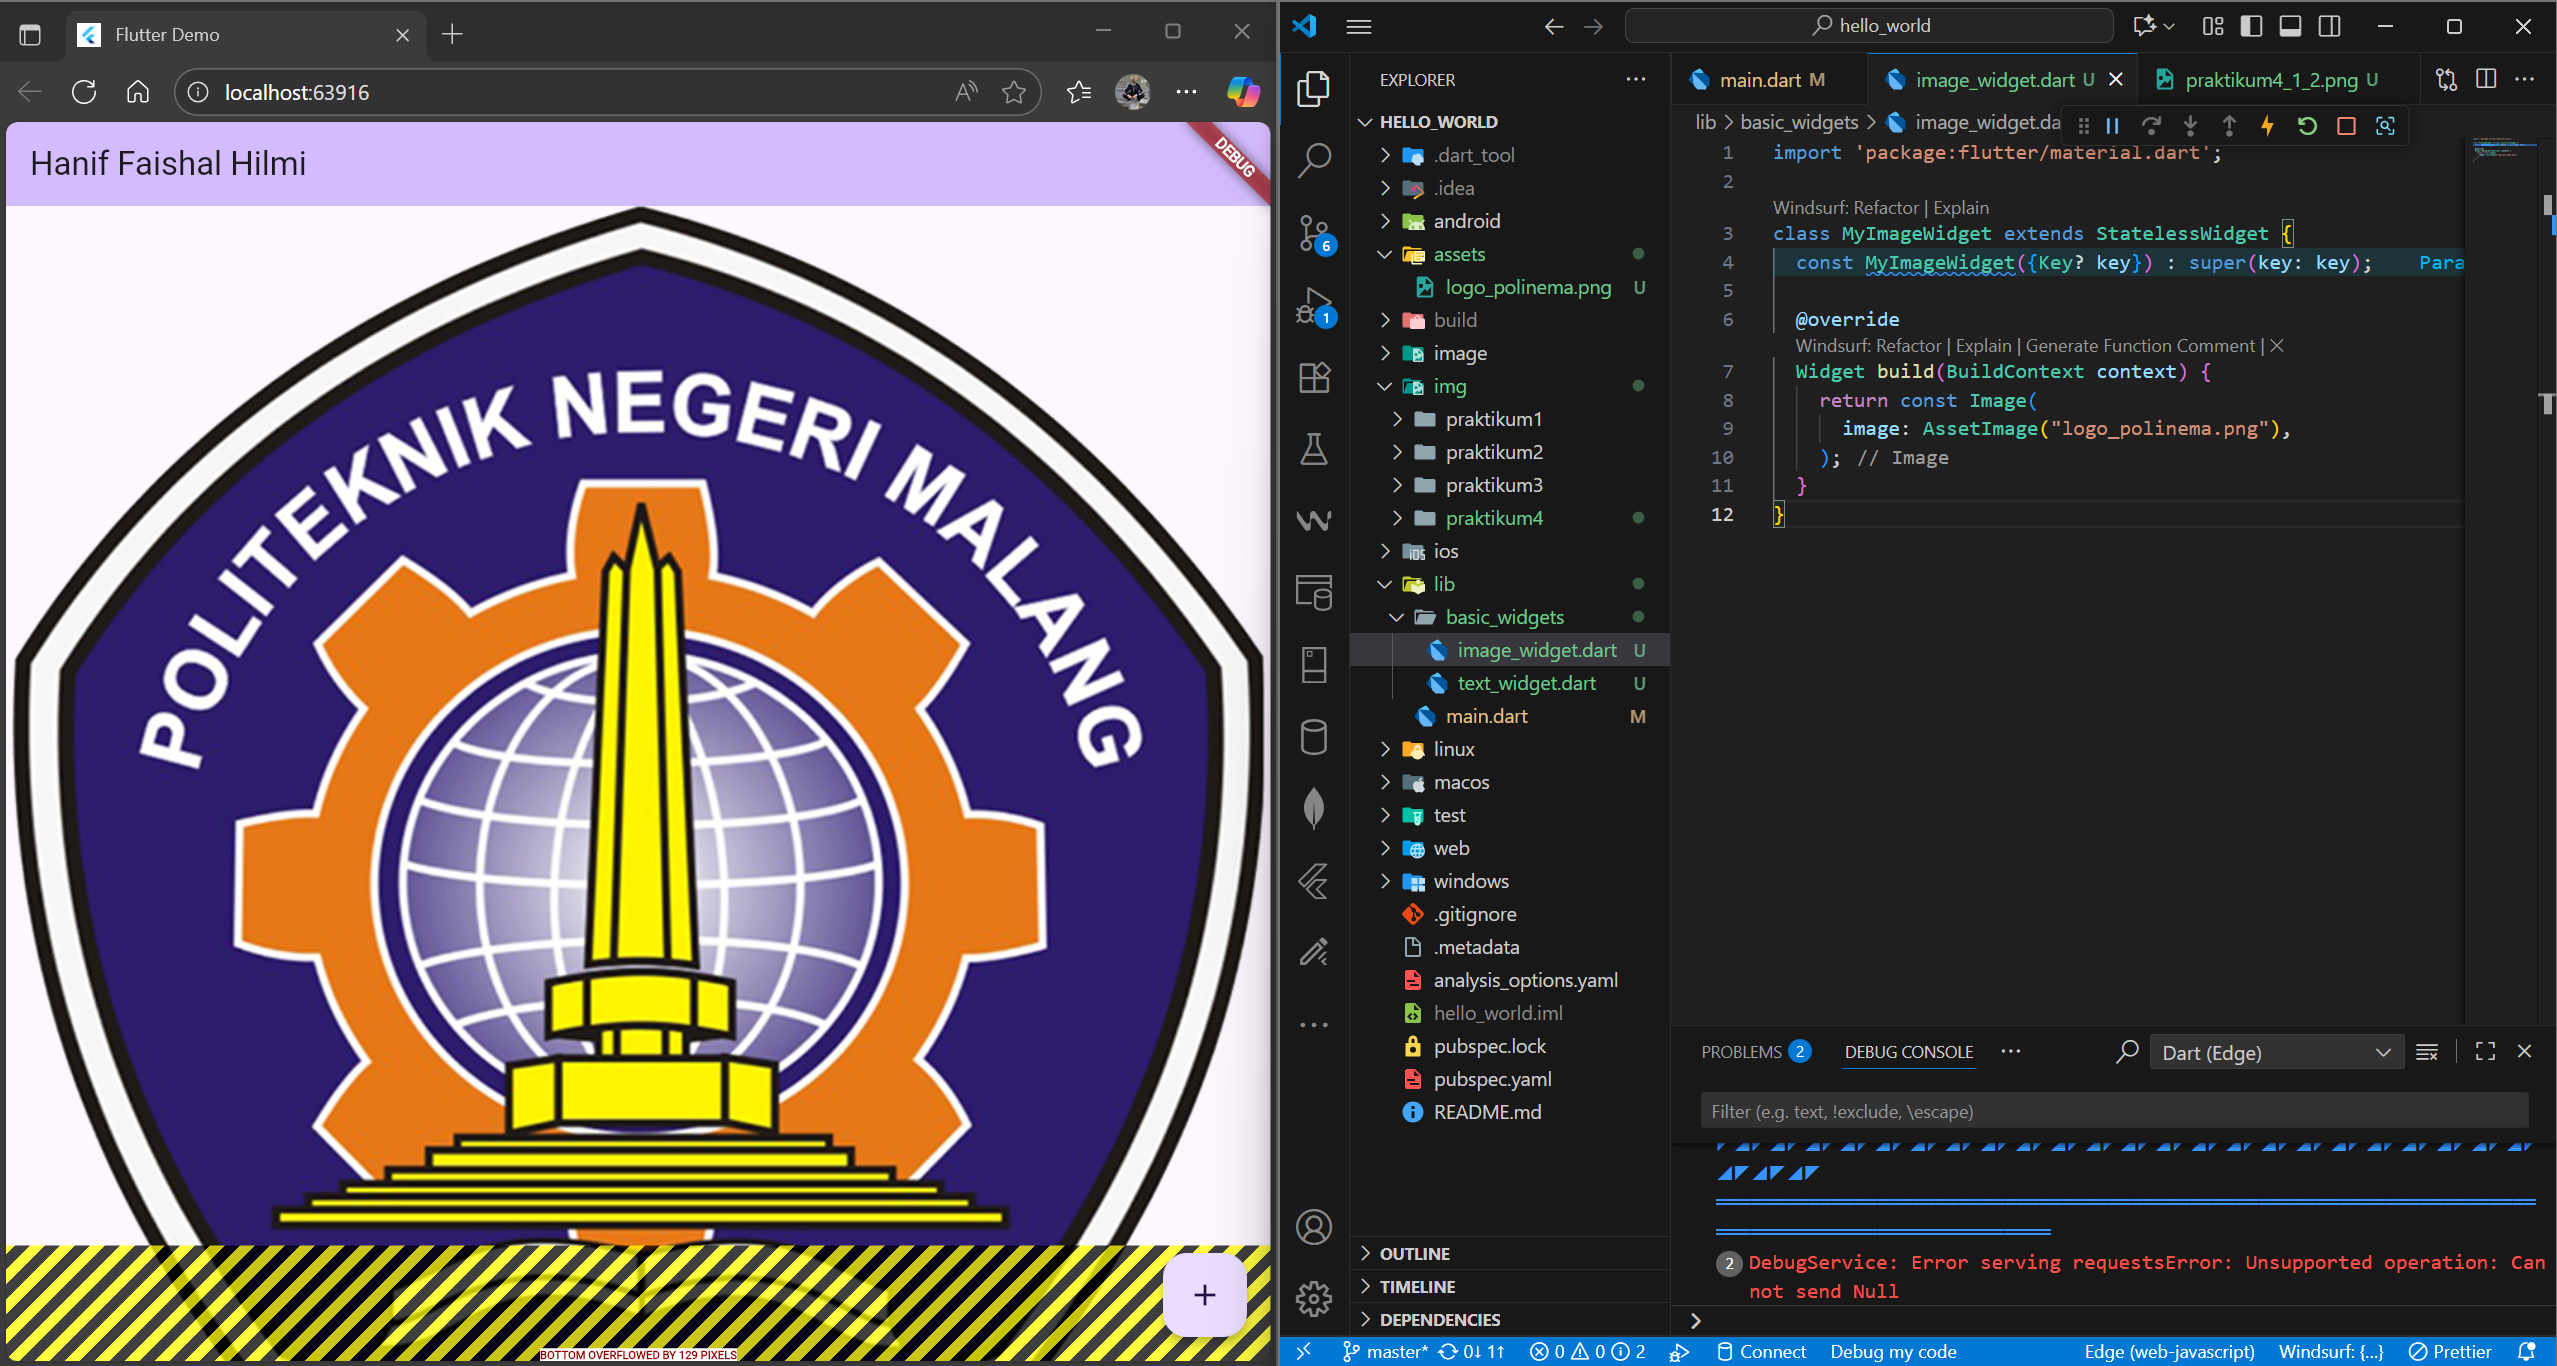 Flutter Demo
localhost:63916
Hanif Faishal Hilmi
DEBUG
POLITEKNIK NEGERI MALANG
BOTTOM OVERFLOWED BY 129 PIXELS
hello_world
EXPLORER
HELLO_WORLD
.dart_tool
.idea
android
assets
logo_polinema.png U
build
image
img
praktikum1
praktikum2
praktikum3
praktikum4
ios
lib
basic_widgets
image_widget.dart U
text_widget.dart U
main.dart M
linux
macos
test
web
windows
.gitignore
.metadata
analysis_options.yaml
hello_world.iml
pubspec.lock
pubspec.yaml
README.md
OUTLINE
TIMELINE
DEPENDENCIES
6
1
main.dart M
image_widget.dart U
praktikum4_1_2.png U
lib > basic_widgets > image_widget.da
1 import 'package:flutter/material.dart';
2
Windsurf: Refactor | Explain
3 class MyImageWidget extends StatelessWidget {
4 const MyImageWidget({Key? key}) : super(key: key); Para
5
6 @override
Windsurf: Refactor | Explain | Generate Function Comment | X
7 Widget build(BuildContext context) {
8 return const Image(
9 image: AssetImage("logo_polinema.png"),
10 ); // Image
11 }
12 }
PROBLEMS 2 DEBUG CONSOLE
Dart (Edge)
Filter (e.g. text, !exclude, \escape)
2 DebugService: Error serving requestsError: Unsupported operation: Can
not send Null
master* 0↓ 1↑ 0 0 2 Connect Debug my code Edge (web-javascript) Windsurf: {...} Prettier